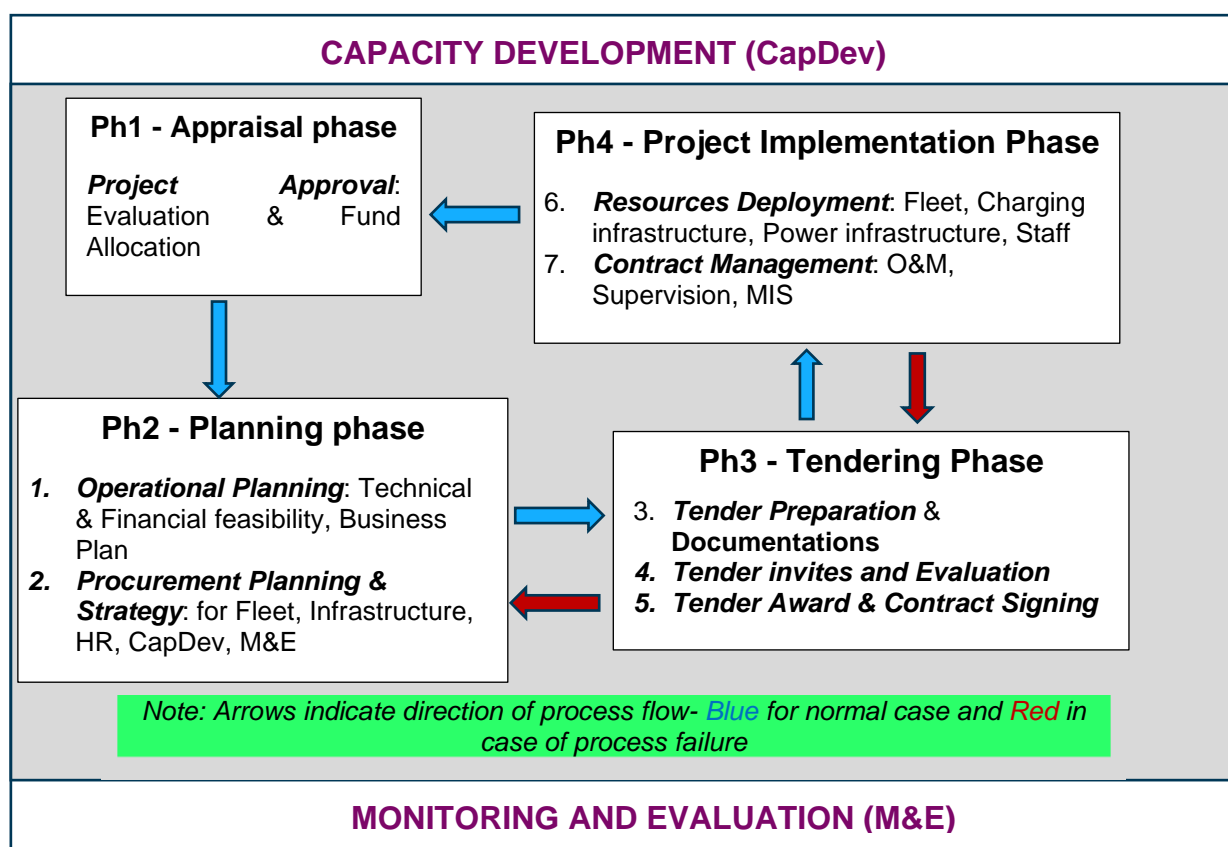 CAPACITY DEVELOPMENT (CapDev)
Ph1 - Appraisal phase
Project Approval:
Evaluation & Fund
Allocation
Ph4 - Project Implementation Phase
6. Resources Deployment: Fleet, Charging
infrastructure, Power infrastructure, Staff
7. Contract Management: O&M,
Supervision, MIS
Ph2 - Planning phase
1. Operational Planning: Technical
& Financial feasibility, Business
Plan
2. Procurement Planning &
Strategy: for Fleet, Infrastructure,
HR, CapDev, M&E
Ph3 - Tendering Phase
3. Tender Preparation &
Documentations
4. Tender invites and Evaluation
5. Tender Award & Contract Signing
Note: Arrows indicate direction of process flow- Blue for normal case and Red in
case of process failure
MONITORING AND EVALUATION (M&E)